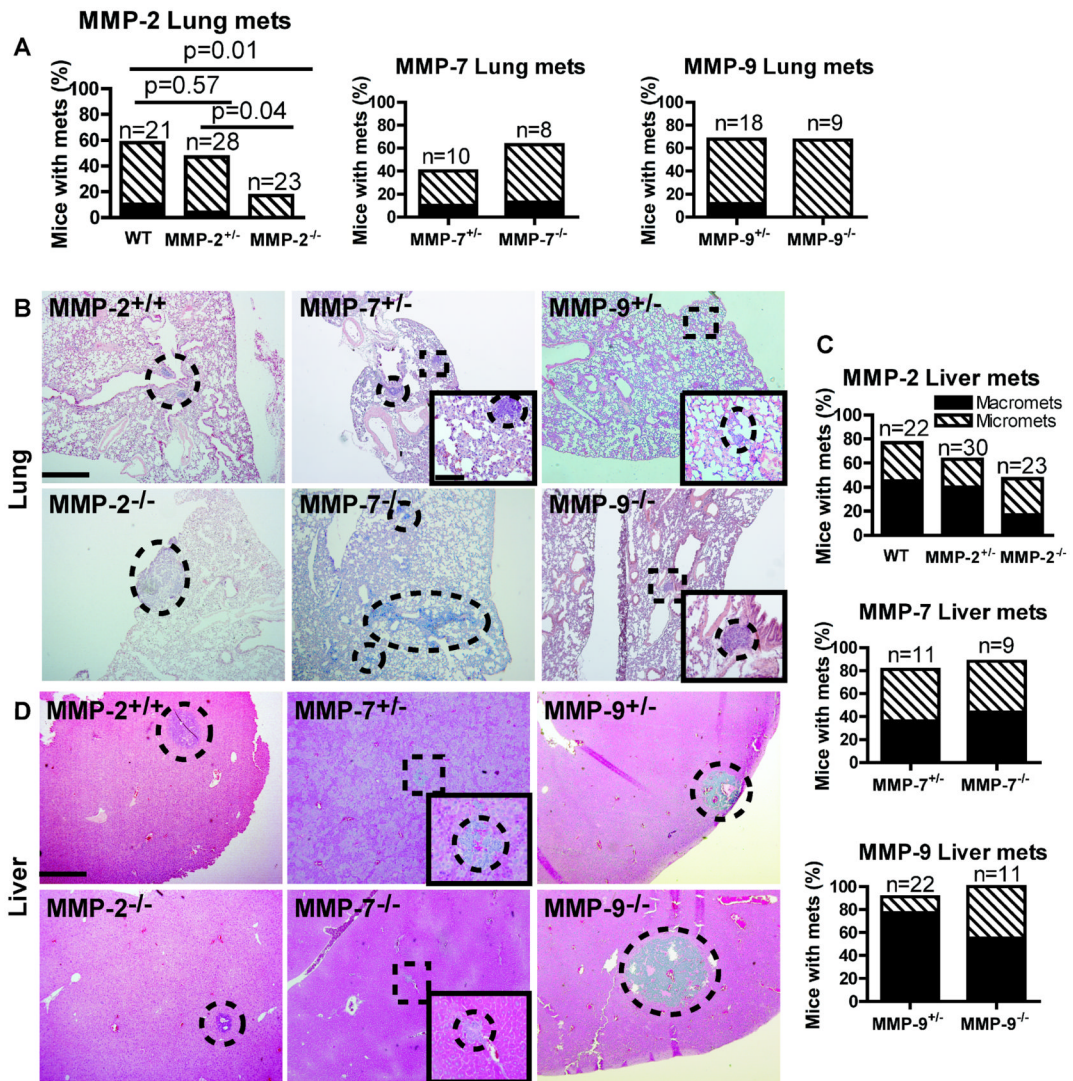 A
MMP-2 Lung mets
p=0.01
p=0.57
p=0.04
Mice with mets (%)
100
80
60
40
20
0
n=21
n=28
n=23
WT
MMP-2+/-
MMP-2-/-
MMP-7 Lung mets
Mice with mets (%)
100
80
60
40
20
0
n=10
n=8
MMP-7+/-
MMP-7-/-
MMP-9 Lung mets
Mice with mets (%)
100
80
60
40
20
0
n=18
n=9
MMP-9+/-
MMP-9-/-
B
Lung
MMP-2+/+
MMP-7+/-
MMP-9+/-
MMP-2-/-
MMP-7-/-
MMP-9-/-
C
MMP-2 Liver mets
Macromets
Micromets
Mice with mets (%)
100
80
60
40
20
0
n=22
n=30
n=23
WT
MMP-2+/-
MMP-2-/-
MMP-7 Liver mets
Mice with mets (%)
100
80
60
40
20
0
n=11
n=9
MMP-7+/-
MMP-7-/-
MMP-9 Liver mets
Mice with mets (%)
100
80
60
40
20
0
n=22
n=11
MMP-9+/-
MMP-9-/-
D
Liver
MMP-2+/+
MMP-7+/-
MMP-9+/-
MMP-2-/-
MMP-7-/-
MMP-9-/-